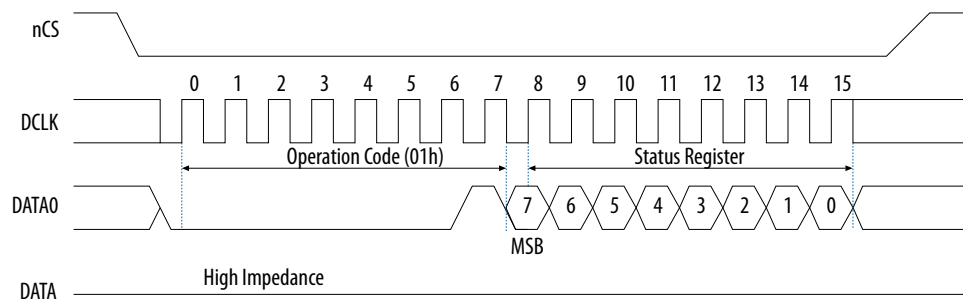 nCS
0 1 2 3 4 5 6 7 8 9 10 11 12 13 14 15
DCLK
Operation Code (01h) Status Register
DATA0 7 6 5 4 3 2 1 0
MSB
High Impedance
DATA